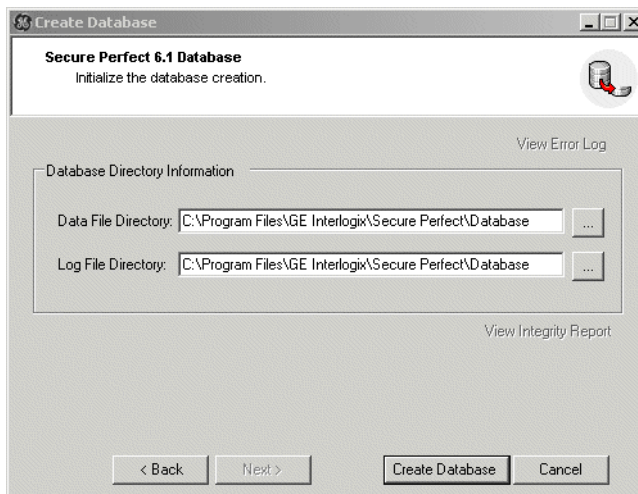 Create Database
Secure Perfect 6.1 Database
Initialize the database creation.
View Error Log
Database Directory Information
Data File Directory: C:\Program Files\GE Interlogix\Secure Perfect\Database ...
Log File Directory: C:\Program Files\GE Interlogix\Secure Perfect\Database ...
View Integrity Report
< Back Next > Create Database Cancel